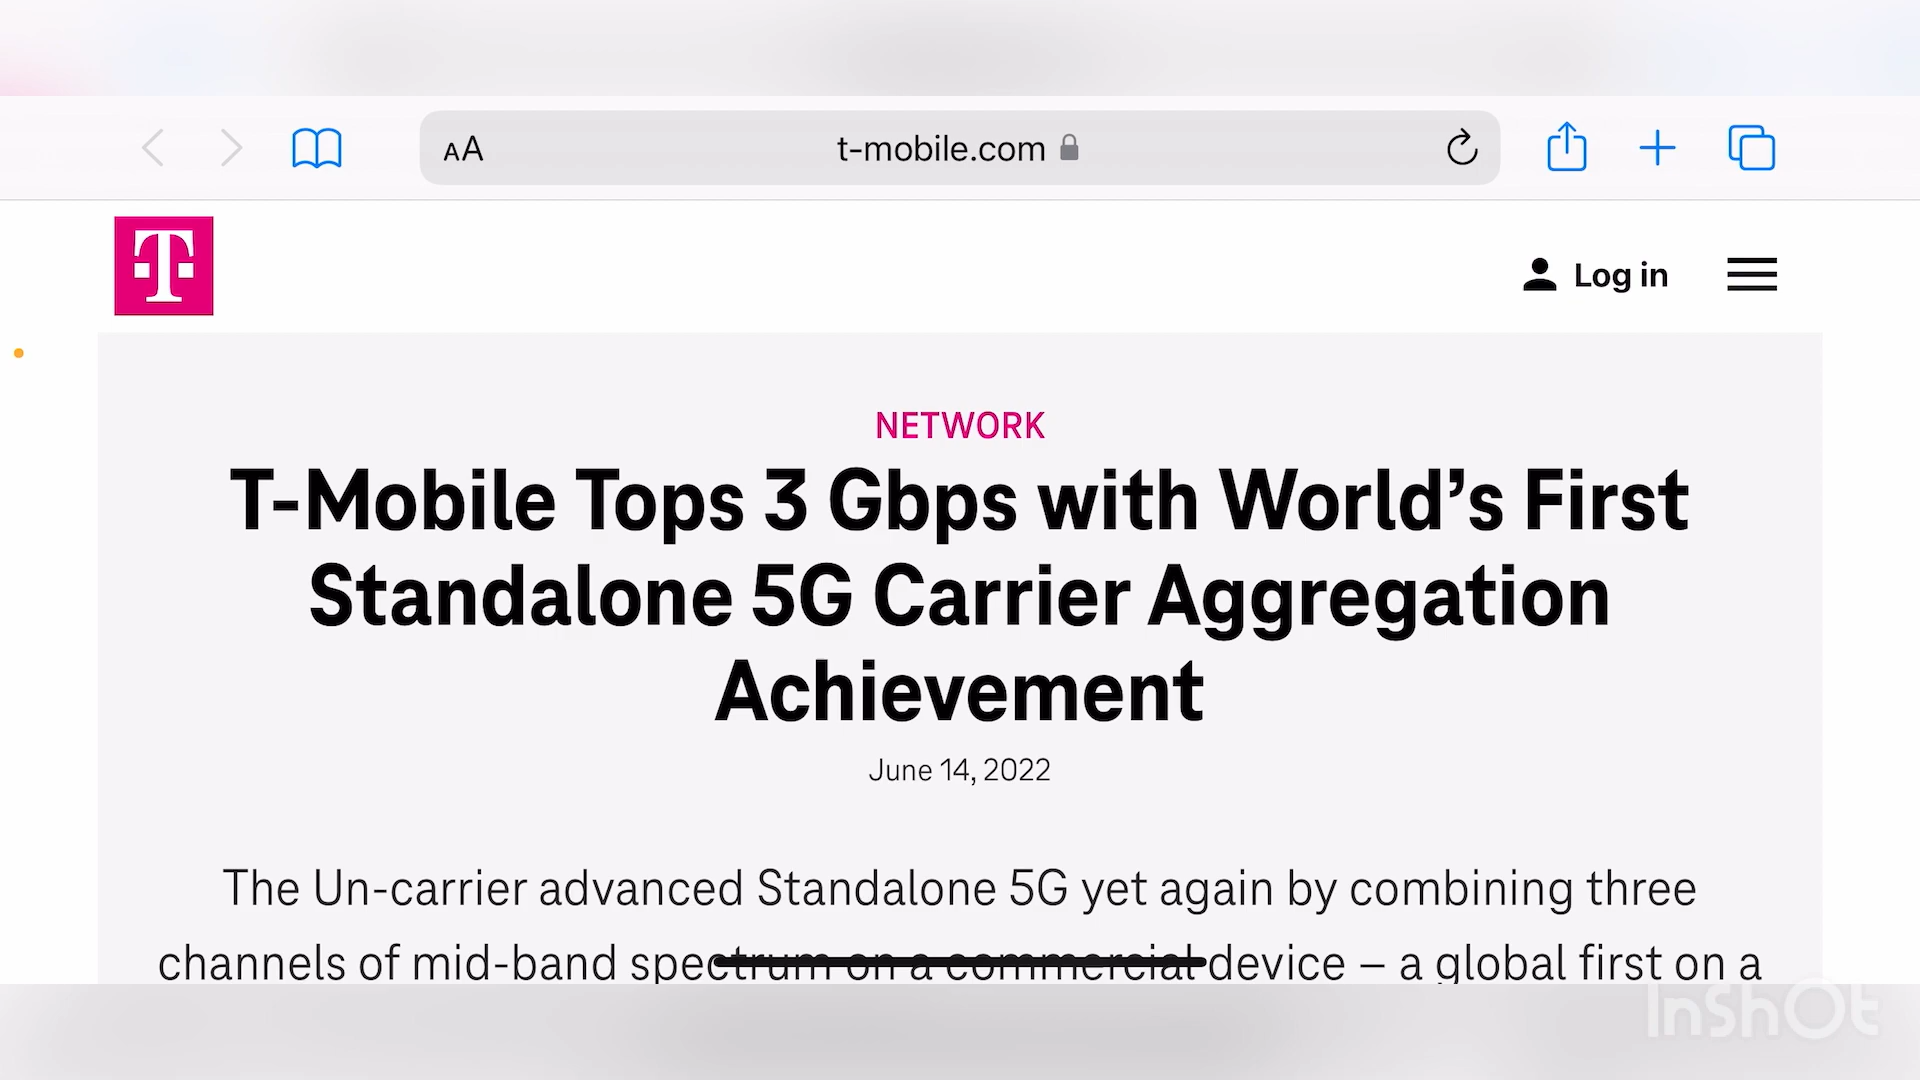 AA
t-mobile.com
T
Log in
NETWORK
T-Mobile Tops 3 Gbps with World’s First
Standalone 5G Carrier Aggregation
Achievement
June 14, 2022
The Un-carrier advanced Standalone 5G yet again by combining three
channels of mid-band spectrum on a commercial device – a global first on a
InShOt